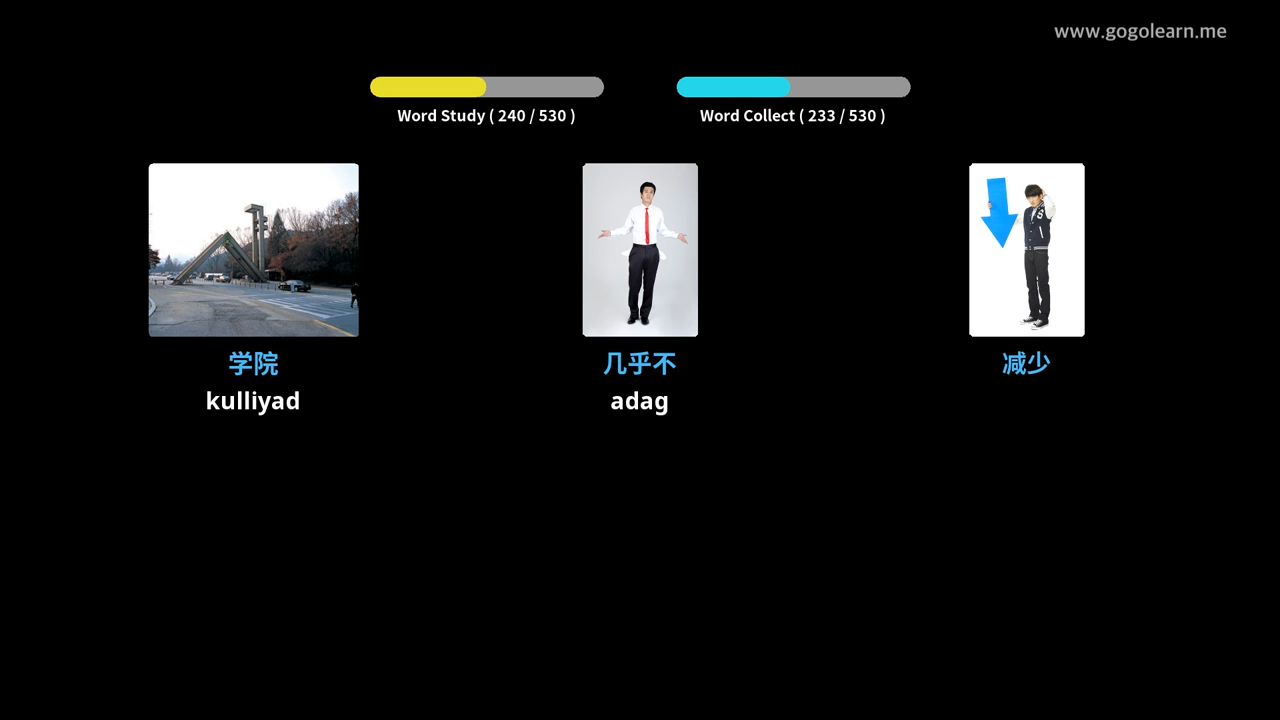 www.gogolearn.me
Word Study ( 240 / 530 )
Word Collect ( 233 / 530 )
学院
kulliyad
几乎不
adag
减少